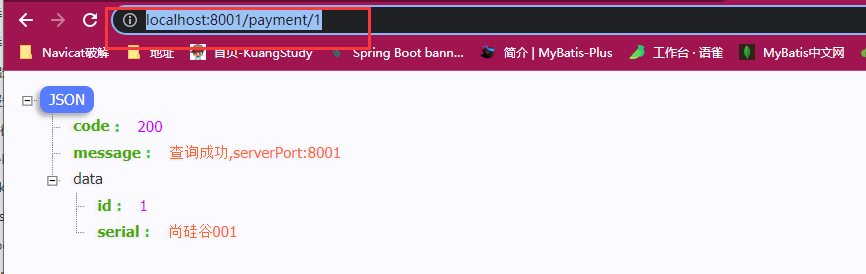 localhost:8001/payment/1
Navicat破解 地址 首页-KuangStudy Spring Boot bann... 简介 | MyBatis-Plus 工作台 · 语雀 MyBatis中文网
JSON
code : 200
message : 查询成功,serverPort:8001
data
id : 1
serial : 尚硅谷001